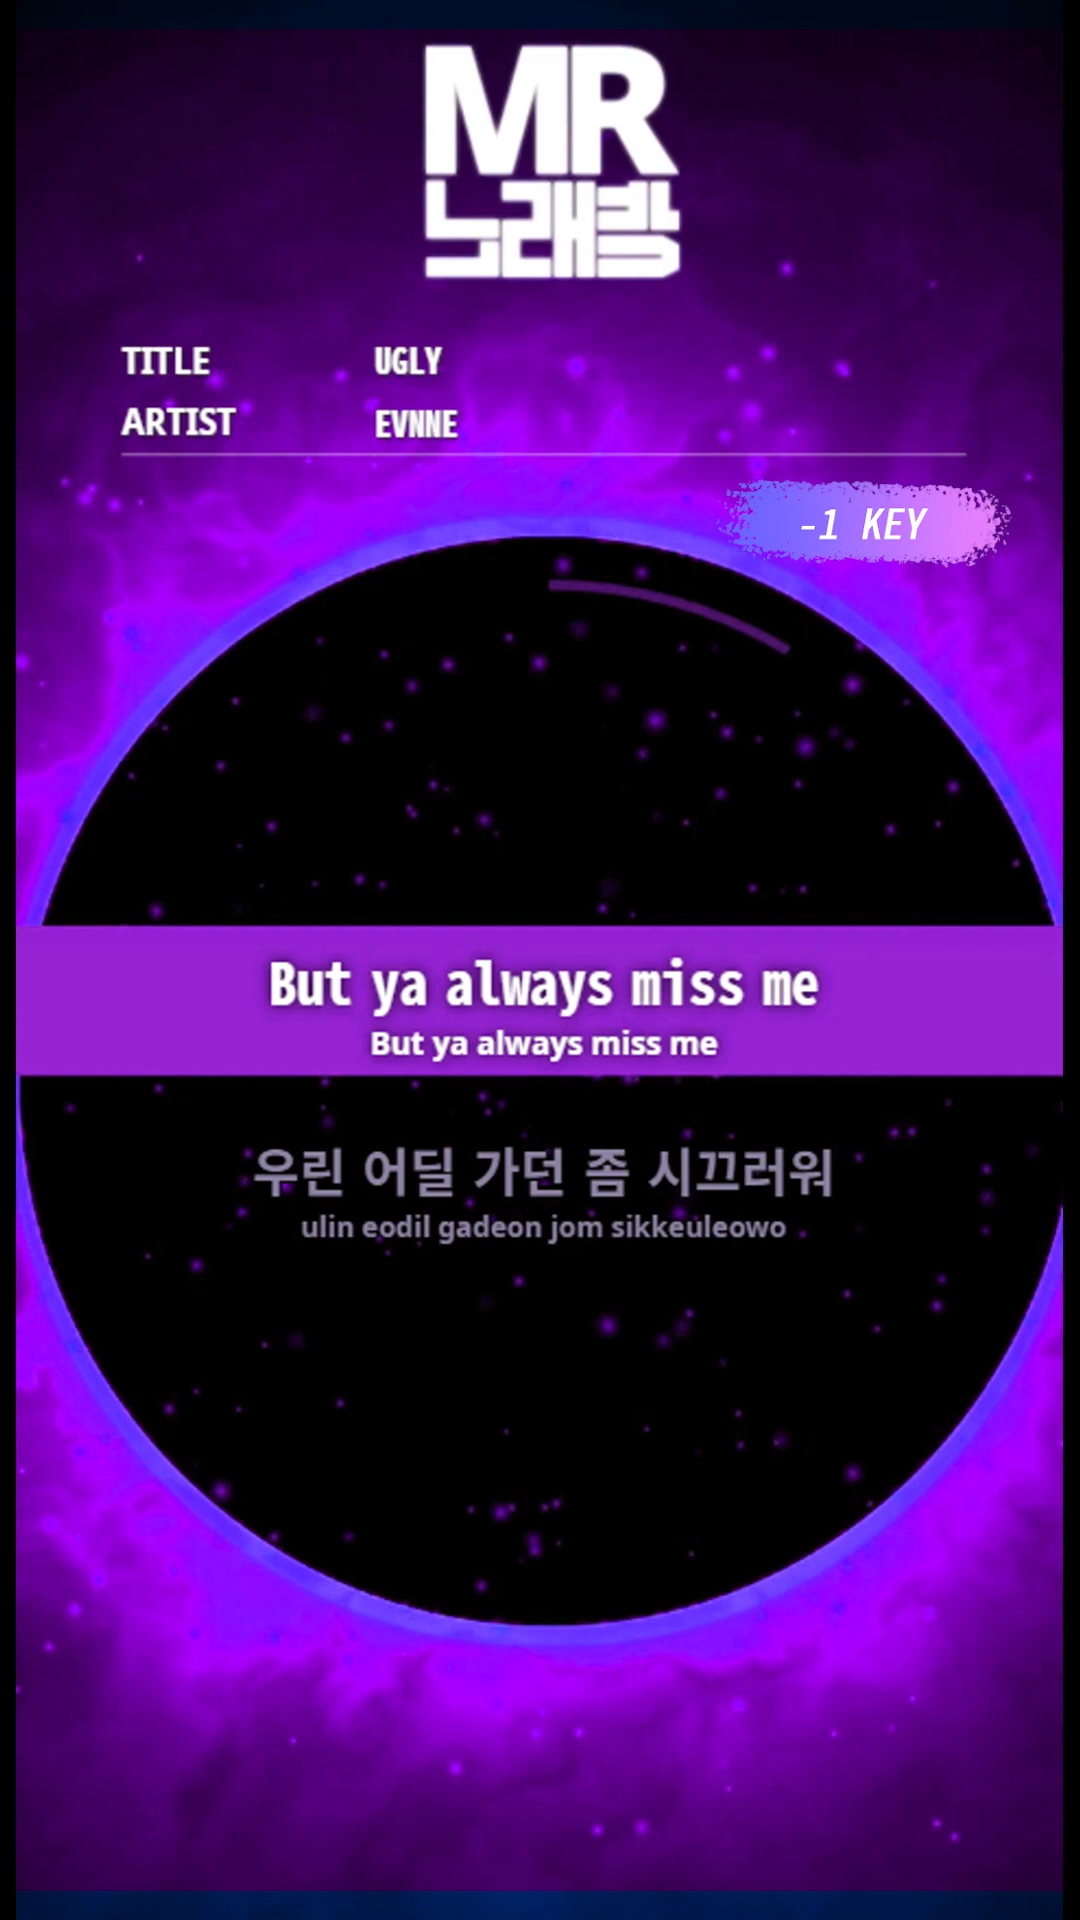 MR
노래방
TITLE UGLY
ARTIST EVNNE
-1 KEY
But ya always miss me
But ya always miss me
우린 어딜 가던 좀 시끄러워
ulin eodil gadeon jom sikkeuleowo